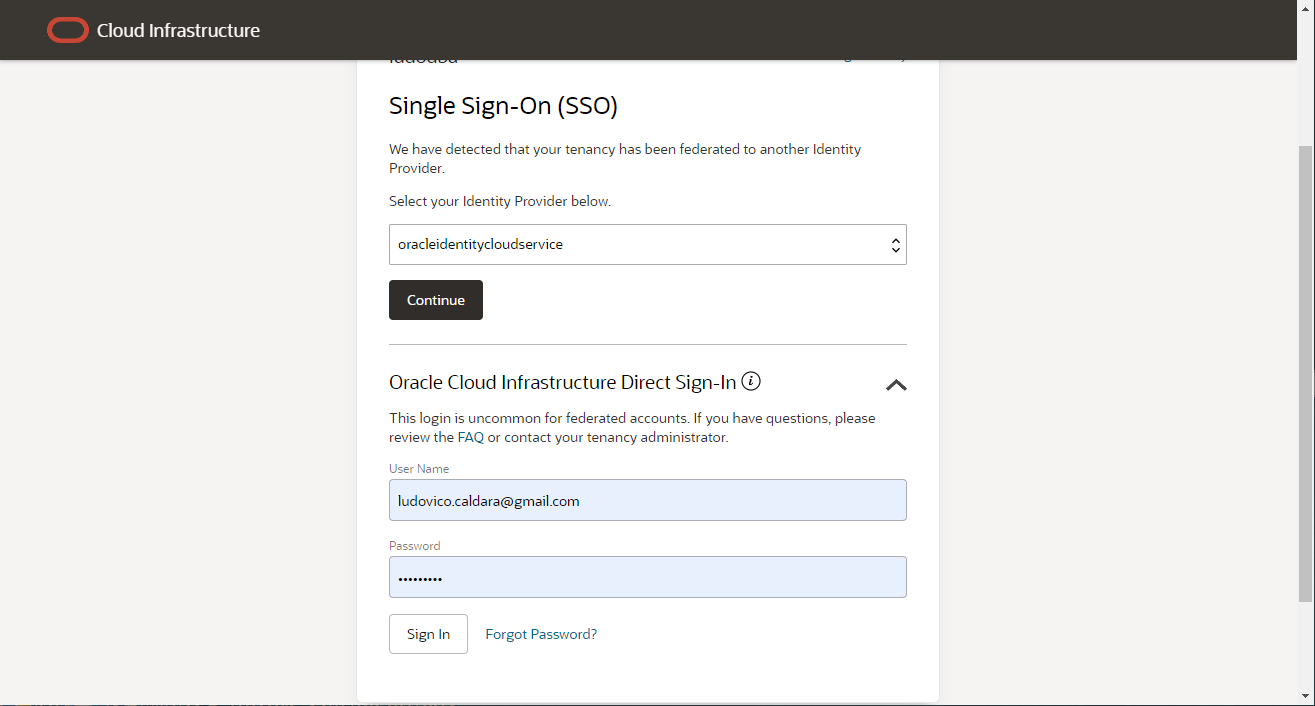 Cloud Infrastructure
Single Sign-On (SSO)
We have detected that your tenancy has been federated to another Identity
Provider.
Select your Identity Provider below.
oracleidentitycloudservice
Continue
Oracle Cloud Infrastructure Direct Sign-In
This login is uncommon for federated accounts. If you have questions, please
review the FAQ or contact your tenancy administrator.
User Name
ludovico.caldara@gmail.com
Password
•••••••••
Sign In Forgot Password?